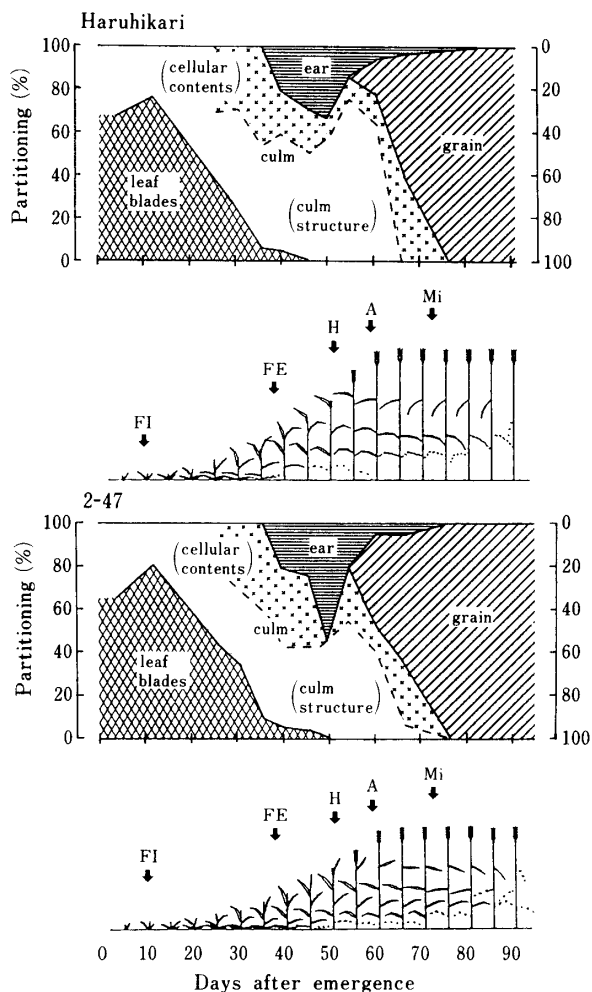 Haruhikari
Partitioning (%)
100
80
60
40
20
0
0
20
40
60
80
100
(cellular
contents)
ear
culm
grain
leaf
blades
(culm
structure)
FI
FE
H
A
Mi
2-47
Partitioning (%)
100
80
60
40
20
0
0
20
40
60
80
100
(cellular
contents)
ear
culm
grain
leaf
blades
(culm
structure)
FI
FE
H
A
Mi
0 10 20 30 40 50 60 70 80 90
Days after emergence